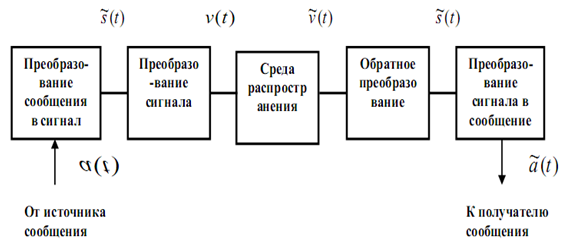 s̃(t) v(t) ṽ(t) s̃(t)
Преобразо-
вание
сообщения
в сигнал
Преобразо
-вание
сигнала
Среда
распростр
анения
Обратное
преобразо
вание
Преобразо-
вание
сигнала в
сообщение
a(t)
ã(t)
От источника
сообщения
К получателю
сообщения